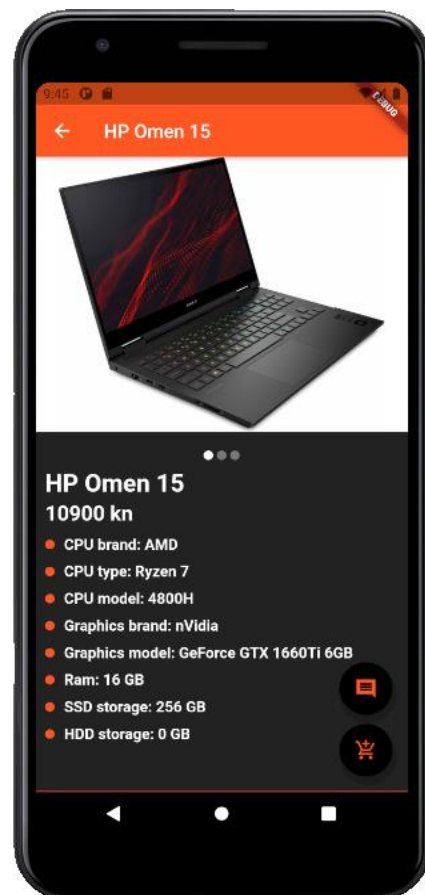 9:45
DEBUG
HP Omen 15
HP Omen 15
10900 kn
CPU brand: AMD
CPU type: Ryzen 7
CPU model: 4800H
Graphics brand: nVidia
Graphics model: GeForce GTX 1660Ti 6GB
Ram: 16 GB
SSD storage: 256 GB
HDD storage: 0 GB